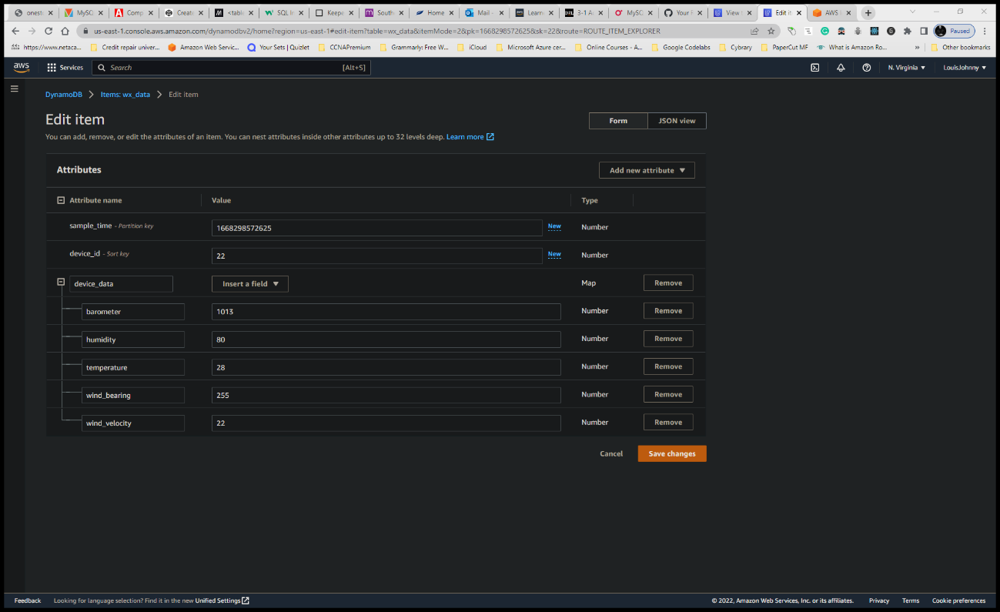 onest
MySQ
Comp
Create
<table
SQL In
Keepe
South
Home
Mail
Learn
3-1 A
MySQ
Your F
View t
Edit it
AWS
us-east-1.console.aws.amazon.com/dynamodbv2/home?region=us-east-1#edit-item?table=wx_data&itemMode=2&pk=1668298572625&sk=22&route=ROUTE_ITEM_EXPLORER
Paused
https://www.netaca...
Credit repair univer...
Amazon Web Servic...
Your Sets | Quizlet
CCNAPremium
Grammarly: Free W...
iCloud
Microsoft Azure cer...
Online Courses - A...
Google Codelabs
Cybrary
PaperCut MF
What is Amazon Ro...
»
Other bookmarks
aws
Services
Search
[Alt+S]
N. Virginia
LouisJohnny
DynamoDB
Items: wx_data
Edit item
Edit item
Form
JSON view
You can add, remove, or edit the attributes of an item. You can nest attributes inside other attributes up to 32 levels deep. Learn more
Attributes
Add new attribute
Attribute name
Value
Type
sample_time - Partition key
1668298572625
New
Number
device_id - Sort key
22
New
Number
device_data
Insert a field
Map
Remove
barometer
1013
Number
Remove
humidity
80
Number
Remove
temperature
28
Number
Remove
wind_bearing
255
Number
Remove
wind_velocity
22
Number
Remove
Cancel
Save changes
Feedback
Looking for language selection? Find it in the new Unified Settings
© 2022, Amazon Web Services, Inc. or its affiliates.
Privacy
Terms
Cookie preferences